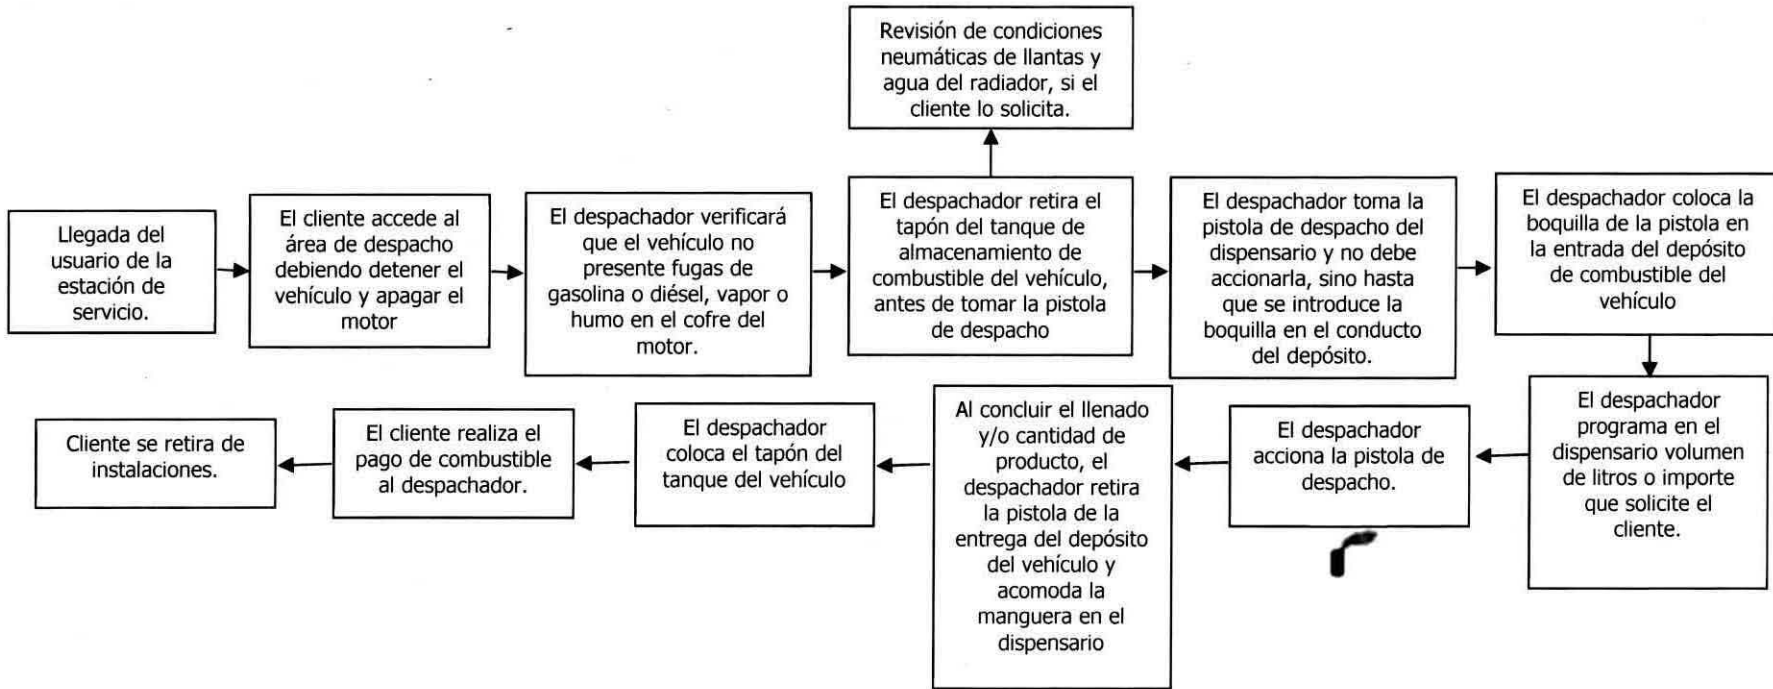 Revisión de condiciones
neumáticas de llantas y
agua del radiador, si el
cliente lo solicita.
Llegada del
usuario de la
estación de
servicio.
El cliente accede al
área de despacho
debiendo detener el
vehículo y apagar el
motor
El despachador verificará
que el vehículo no
presente fugas de
gasolina o diésel, vapor o
humo en el cofre del
motor.
El despachador retira el
tapón del tanque de
almacenamiento de
combustible del vehículo,
antes de tomar la pistola
de despacho
El despachador toma la
pistola de despacho del
dispensario y no debe
accionarla, sino hasta
que se introduce la
boquilla en el conducto
del depósito.
El despachador coloca la
boquilla de la pistola en
la entrada del depósito
de combustible del
vehículo
El despachador
programa en el
dispensario volumen
de litros o importe
que solicite el
cliente.
El despachador
acciona la pistola de
despacho.
Al concluir el llenado
y/o cantidad de
producto, el
despachador retira
la pistola de la
entrega del depósito
del vehículo y
acomoda la
manguera en el
dispensario
El despachador
coloca el tapón del
tanque del vehículo
El cliente realiza el
pago de combustible
al despachador.
Cliente se retira de
instalaciones.